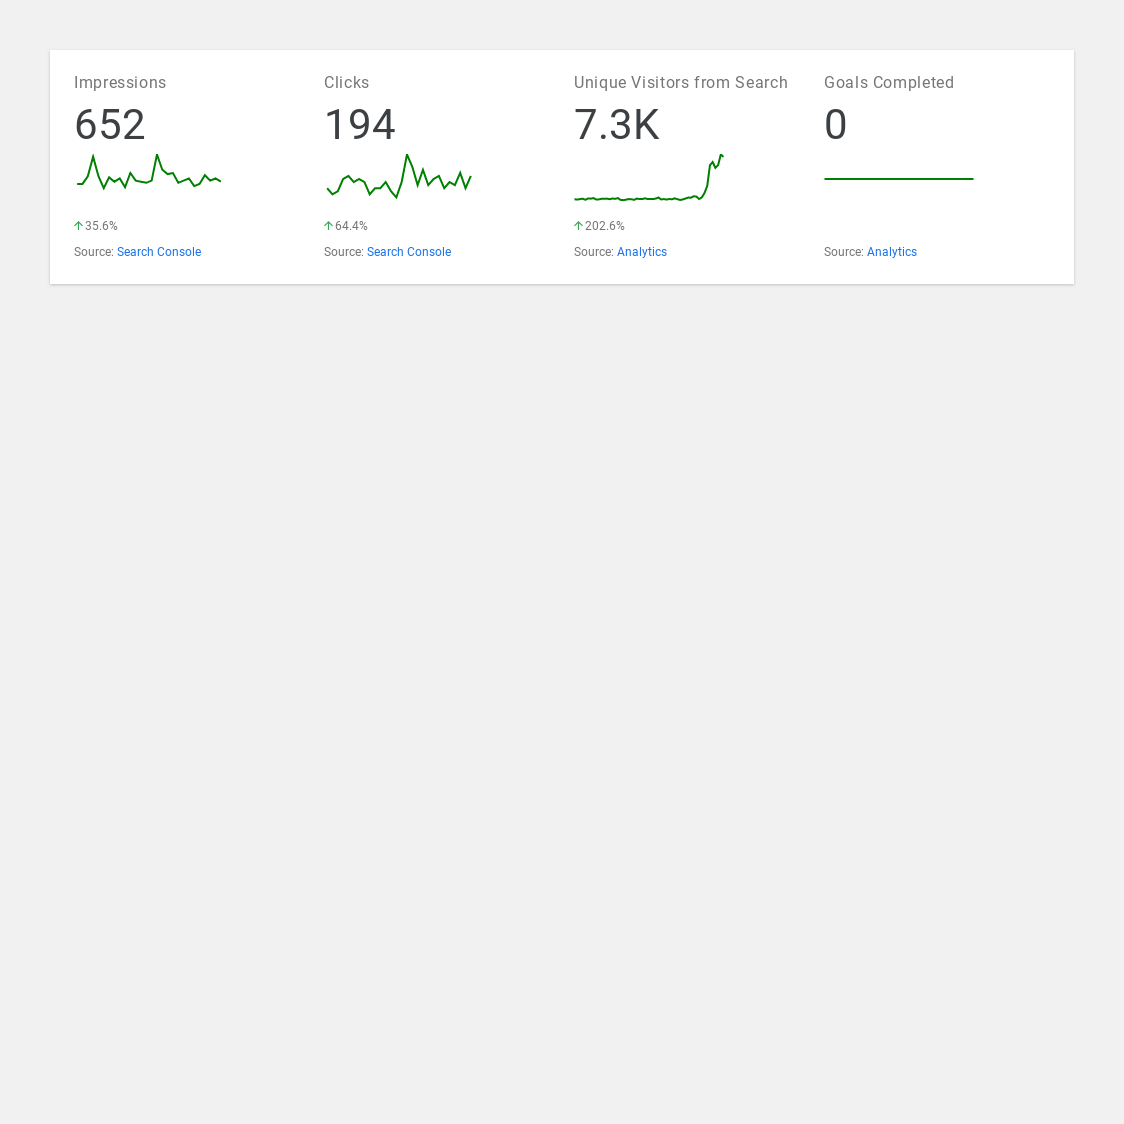 Impressions
652
35.6%
Source: Search Console
Clicks
194
64.4%
Source: Search Console
Unique Visitors from Search
7.3K
202.6%
Source: Analytics
Goals Completed
0
Source: Analytics